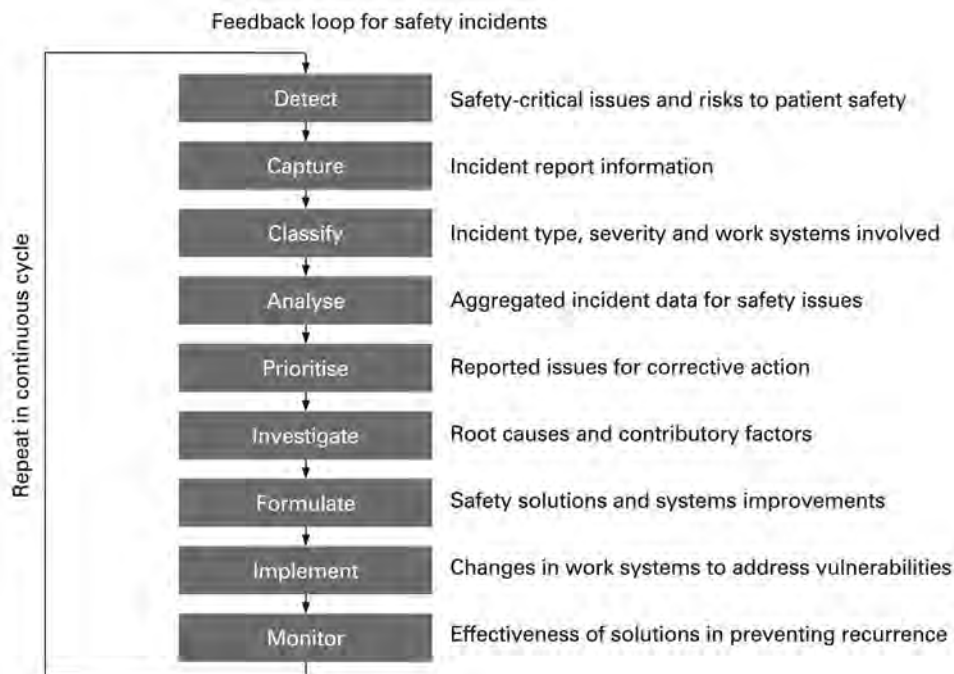 Feedback loop for safety incidents
Detect Safety-critical issues and risks to patient safety
Capture Incident report information
Classify Incident type, severity and work systems involved
Analyse Aggregated incident data for safety issues
Prioritise Reported issues for corrective action
Investigate Root causes and contributory factors
Formulate Safety solutions and systems improvements
Implement Changes in work systems to address vulnerabilities
Monitor Effectiveness of solutions in preventing recurrence
Repeat in continuous cycle